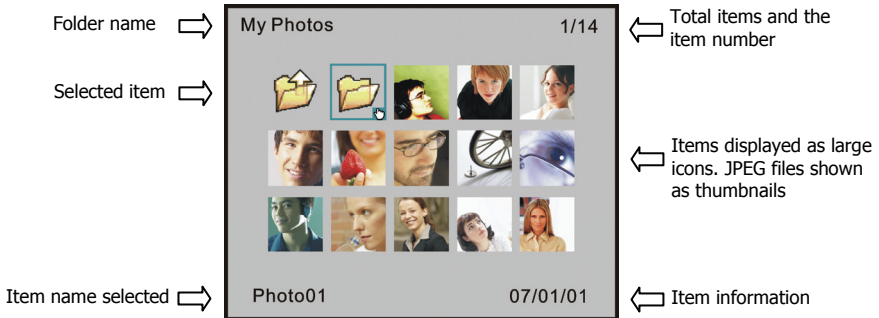 Folder name
My Photos
1/14
Total items and the
item number
Selected item
Items displayed as large
icons. JPEG files shown
as thumbnails
Item name selected
Photo01
07/01/01
Item information